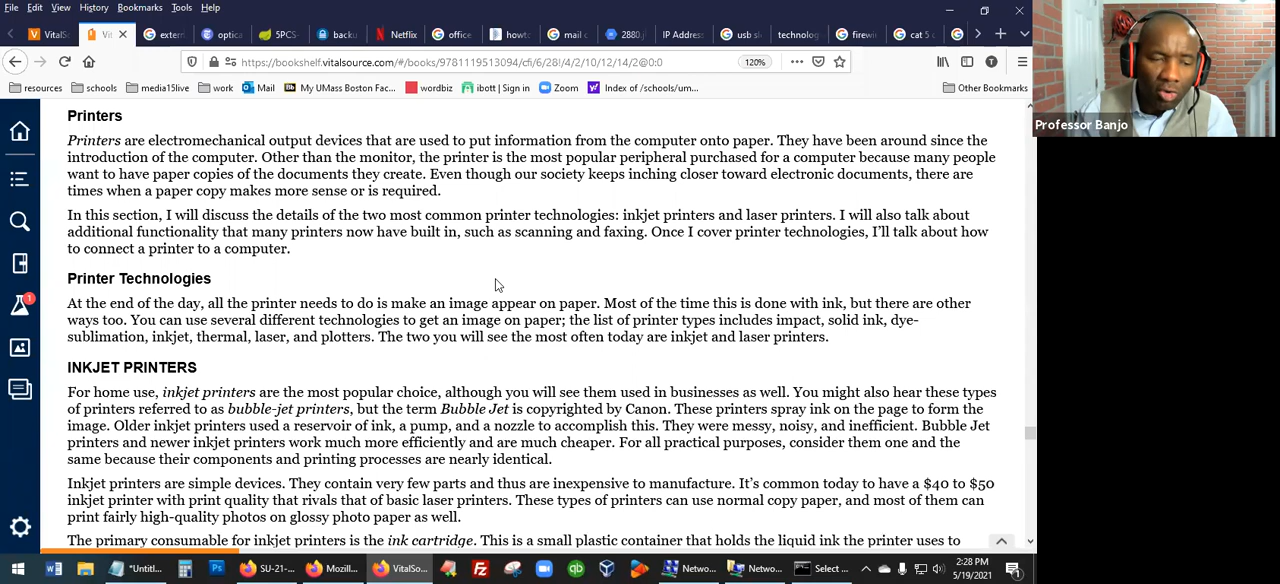 File Edit View History Bookmarks Tools Help
VitalS Vit 5PCS- backu Netflix office howto mail c 2880.j IP Address usb sk technolog firewi cat 5 c
https://bookshelf.vitalsource.com/#/books/9781119513094/cfi/6/28!/4/2/10/12/14/2@0:0 120%
resources schools media15live work Mail My UMass Boston Fac... wordbiz ibott | Sign in Zoom Index of /schools/um... Other Bookmarks
Professor Banjo
Printers
Printers are electromechanical output devices that are used to put information from the computer onto paper. They have been around since the
introduction of the computer. Other than the monitor, the printer is the most popular peripheral purchased for a computer because many people
want to have paper copies of the documents they create. Even though our society keeps inching closer toward electronic documents, there are
times when a paper copy makes more sense or is required.
In this section, I will discuss the details of the two most common printer technologies: inkjet printers and laser printers. I will also talk about
additional functionality that many printers now have built in, such as scanning and faxing. Once I cover printer technologies, I'll talk about how
to connect a printer to a computer.
Printer Technologies
At the end of the day, all the printer needs to do is make an image appear on paper. Most of the time this is done with ink, but there are other
ways too. You can use several different technologies to get an image on paper; the list of printer types includes impact, solid ink, dye-
sublimation, inkjet, thermal, laser, and plotters. The two you will see the most often today are inkjet and laser printers.
INKJET PRINTERS
For home use, inkjet printers are the most popular choice, although you will see them used in businesses as well. You might also hear these types
of printers referred to as bubble-jet printers, but the term Bubble Jet is copyrighted by Canon. These printers spray ink on the page to form the
image. Older inkjet printers used a reservoir of ink, a pump, and a nozzle to accomplish this. They were messy, noisy, and inefficient. Bubble Jet
printers and newer inkjet printers work much more efficiently and are much cheaper. For all practical purposes, consider them one and the
same because their components and printing processes are nearly identical.
Inkjet printers are simple devices. They contain very few parts and thus are inexpensive to manufacture. It's common today to have a $40 to $50
inkjet printer with print quality that rivals that of basic laser printers. These types of printers can use normal copy paper, and most of them can
print fairly high-quality photos on glossy photo paper as well.
The primary consumable for inkjet printers is the ink cartridge. This is a small plastic container that holds the liquid ink the printer uses to
*Untitl... SU-21-... Mozill... VitalSo... Netwo... Netwo... Select ... 2:28 PM
5/19/2021